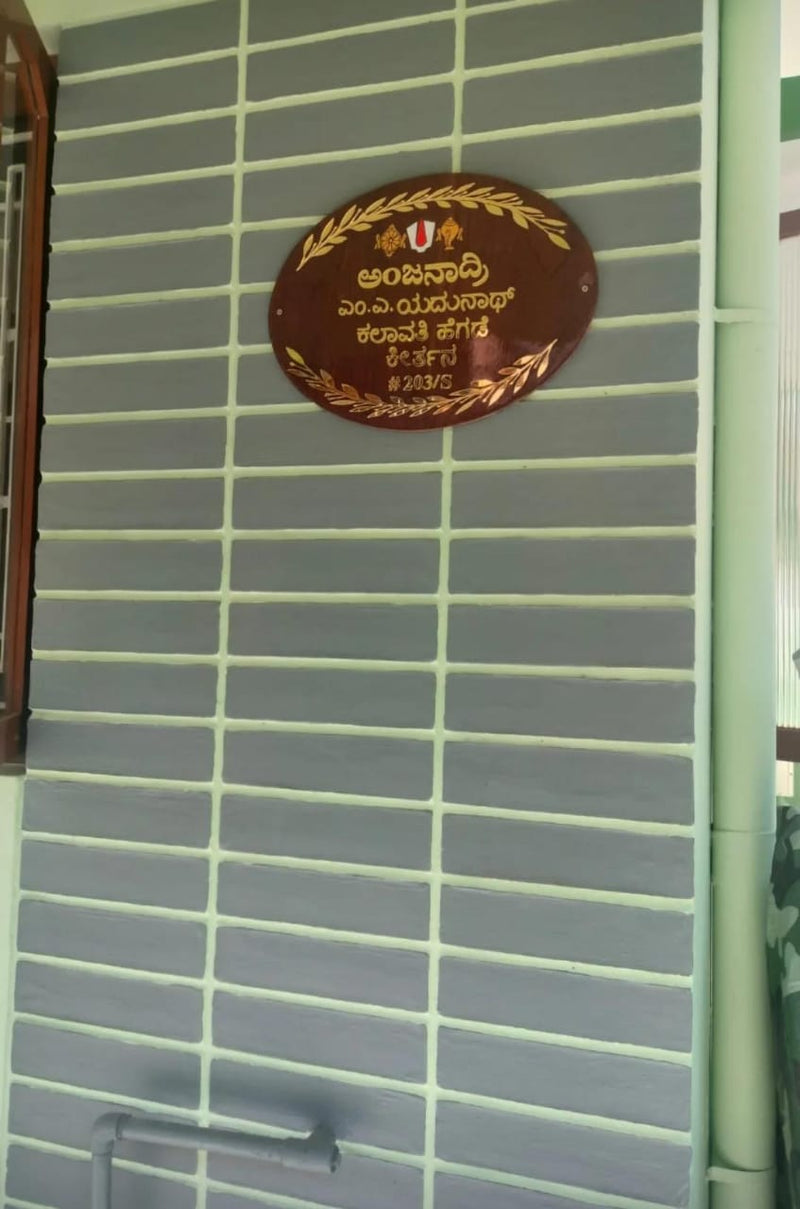 ಅಂಜನಾದ್ರಿ
ಎಂ.ಎ.ಯದುನಾಥ್
ಕಲಾವತಿ ಹೆಗಡೆ
ಕೀರ್ತನ
#203/S